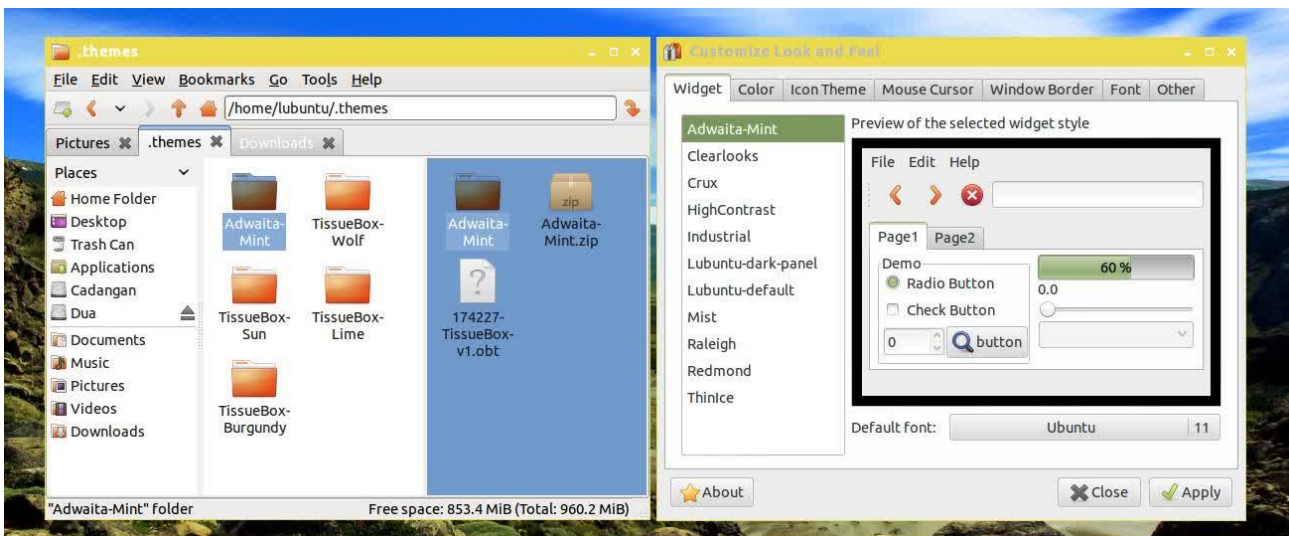 .themes
File Edit View Bookmarks Go Tools Help
/home/lubuntu/.themes
Pictures .themes Downloads
Places
Home Folder
Desktop
Trash Can
Applications
Cadangan
Dua
Documents
Music
Pictures
Videos
Downloads
Adwaita-
Mint
TissueBox-
Wolf
TissueBox-
Sun
TissueBox-
Lime
TissueBox-
Burgundy
Adwaita-
Mint
zip
Adwaita-
Mint.zip
?
174227-
TissueBox-
v1.obt
"Adwaita-Mint" folder Free space: 853.4 MiB (Total: 960.2 MiB)
Customize Look and Feel
Widget Color Icon Theme Mouse Cursor Window Border Font Other
Adwaita-Mint
Clearlooks
Crux
HighContrast
Industrial
Lubuntu-dark-panel
Lubuntu-default
Mist
Raleigh
Redmond
ThinIce
Preview of the selected widget style
File Edit Help
Page1 Page2
Demo
Radio Button
Check Button
0 button
60 %
0.0
Default font: Ubuntu 11
About Close Apply